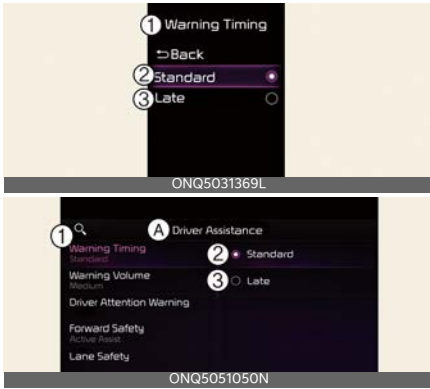 ① Warning Timing
⮌Back
② Standard
③ Late
ONQ5031369L
Ⓐ Driver Assistance
① Warning Timing
Standard
② Standard
Warning Volume
Medium
③ Late
Driver Attention Warning
Forward Safety
Active Assist
Lane Safety
ONQ5051050N